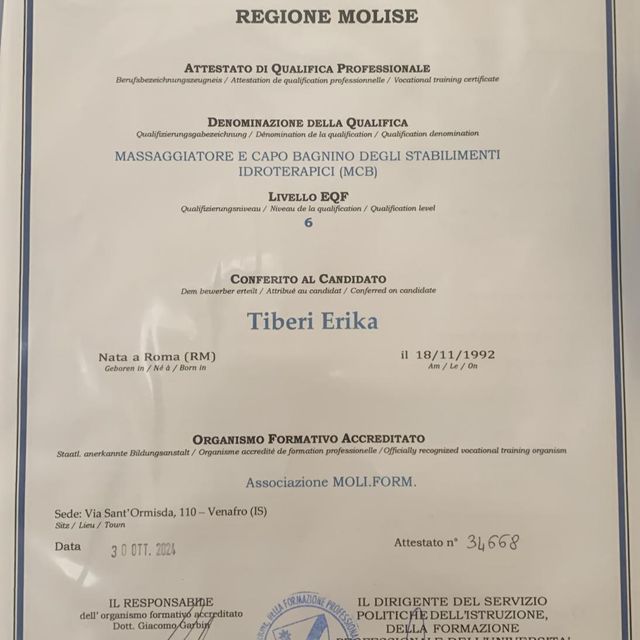 REGIONE MOLISE
ATTESTATO DI QUALIFICA PROFESSIONALE
Berufsbezeichnungszeugneis / Attestation de qualification professionnelle / Vocational training certificate
DENOMINAZIONE DELLA QUALIFICA
Qualifizierungsgabezeichnung / Dénomination de la qualification / Qualification denomination
MASSAGGIATORE E CAPO BAGNINO DEGLI STABILIMENTI
IDROTERAPICI (MCB)
LIVELLO EQF
Qualifizierungsniveau / Niveau de la qualification / Qualification level
6
CONFERITO AL CANDIDATO
Dem bewerber erteilt / Attribué au candidat / Conferred on candidate
Tiberi Erika
Nata a Roma (RM) il 18/11/1992
Geboren in / Né à / Born in Am / Le / On
ORGANISMO FORMATIVO ACCREDITATO
Staatl. anerkannte Bildungsanstalt / Organisme accredité de formation professionelle / Officially recognized vocational training organism
Associazione MOLI.FORM.
Sede: Via Sant'Ormisda, 110 – Venafro (IS)
Sitz / Lieu / Town
Data 30 OTT. 2024 Attestato n° 34668
IL RESPONSABILE IL DIRIGENTE DEL SERVIZIO
dell'organismo formativo accreditato POLITICHE DELL'ISTRUZIONE,
Dott. Giacomo Garbin DELLA FORMAZIONE